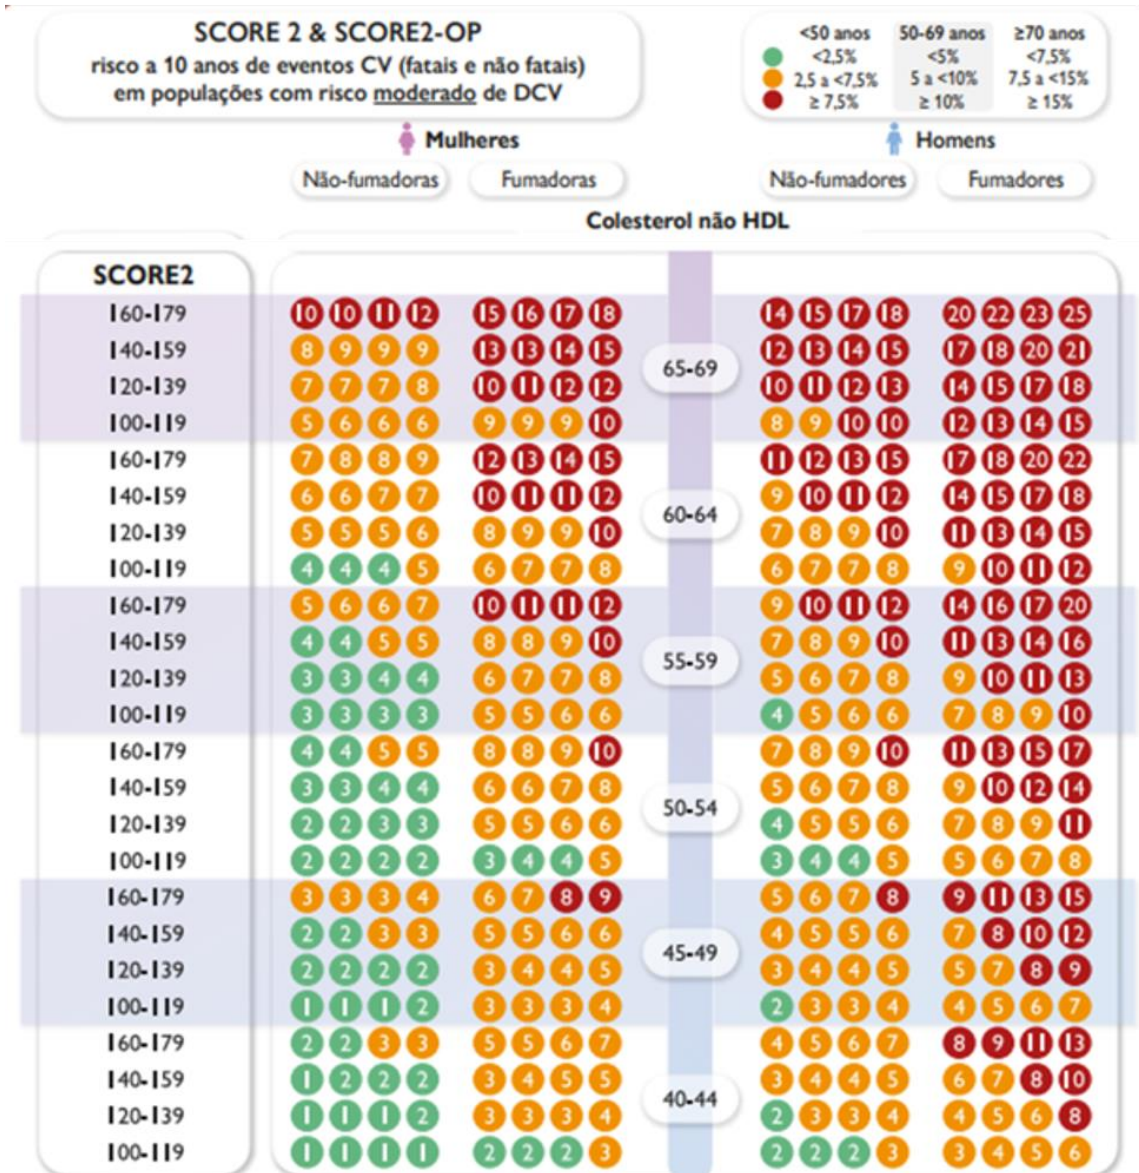 SCORE 2 & SCORE2-OP
risco a 10 anos de eventos CV (fatais e não fatais)
em populações com risco moderado de DCV
<50 anos 50-69 anos ≥70 anos
<2,5% <5% <7,5%
2,5 a <7,5% 5 a <10% 7,5 a <15%
≥ 7,5% ≥ 10% ≥ 15%
Mulheres Homens
Não-fumadoras Fumadoras Não-fumadores Fumadores
Colesterol não HDL
SCORE2
160-179 10 10 11 12 15 16 17 18 14 15 17 18 20 22 23 25
140-159 8 9 9 9 13 13 14 15 12 13 14 15 17 18 20 21
65-69
120-139 7 7 7 8 10 11 12 12 10 11 12 13 14 15 17 18
100-119 5 6 6 6 9 9 9 10 8 9 10 10 12 13 14 15
160-179 7 8 8 9 12 13 14 15 11 12 13 15 17 18 20 22
140-159 6 6 7 7 10 11 11 12 9 10 11 12 14 15 17 18
60-64
120-139 5 5 5 6 8 9 9 10 7 8 9 10 11 13 14 15
100-119 4 4 4 5 6 7 7 8 6 7 7 8 9 10 11 12
160-179 5 6 6 7 10 11 11 12 9 10 11 12 14 16 17 20
140-159 4 4 5 5 8 8 9 10 7 8 9 10 11 13 14 16
55-59
120-139 3 3 4 4 6 7 7 8 5 6 7 8 9 10 11 13
100-119 3 3 3 3 5 5 6 6 4 5 6 6 7 8 9 10
160-179 4 4 5 5 8 8 9 10 7 8 9 10 11 13 15 17
140-159 3 3 4 4 6 6 7 8 5 6 7 8 9 10 12 14
50-54
120-139 2 2 3 3 5 5 6 6 4 5 5 6 7 8 9 11
100-119 2 2 2 2 3 4 4 5 3 4 4 5 5 6 7 8
160-179 3 3 3 4 6 7 8 9 5 6 7 8 9 11 13 15
140-159 2 2 3 3 5 5 6 6 4 5 5 6 7 8 10 12
45-49
120-139 2 2 2 2 3 4 4 5 3 4 4 5 5 7 8 9
100-119 1 1 1 2 3 3 3 4 2 3 3 4 4 5 6 7
160-179 2 2 3 3 5 5 6 7 4 5 6 7 8 9 11 13
140-159 1 2 2 2 3 4 5 5 3 4 4 5 6 7 8 10
40-44
120-139 1 1 1 2 3 3 3 4 2 3 3 4 4 5 6 8
100-119 1 1 1 1 2 2 2 3 2 2 2 3 3 4 5 6